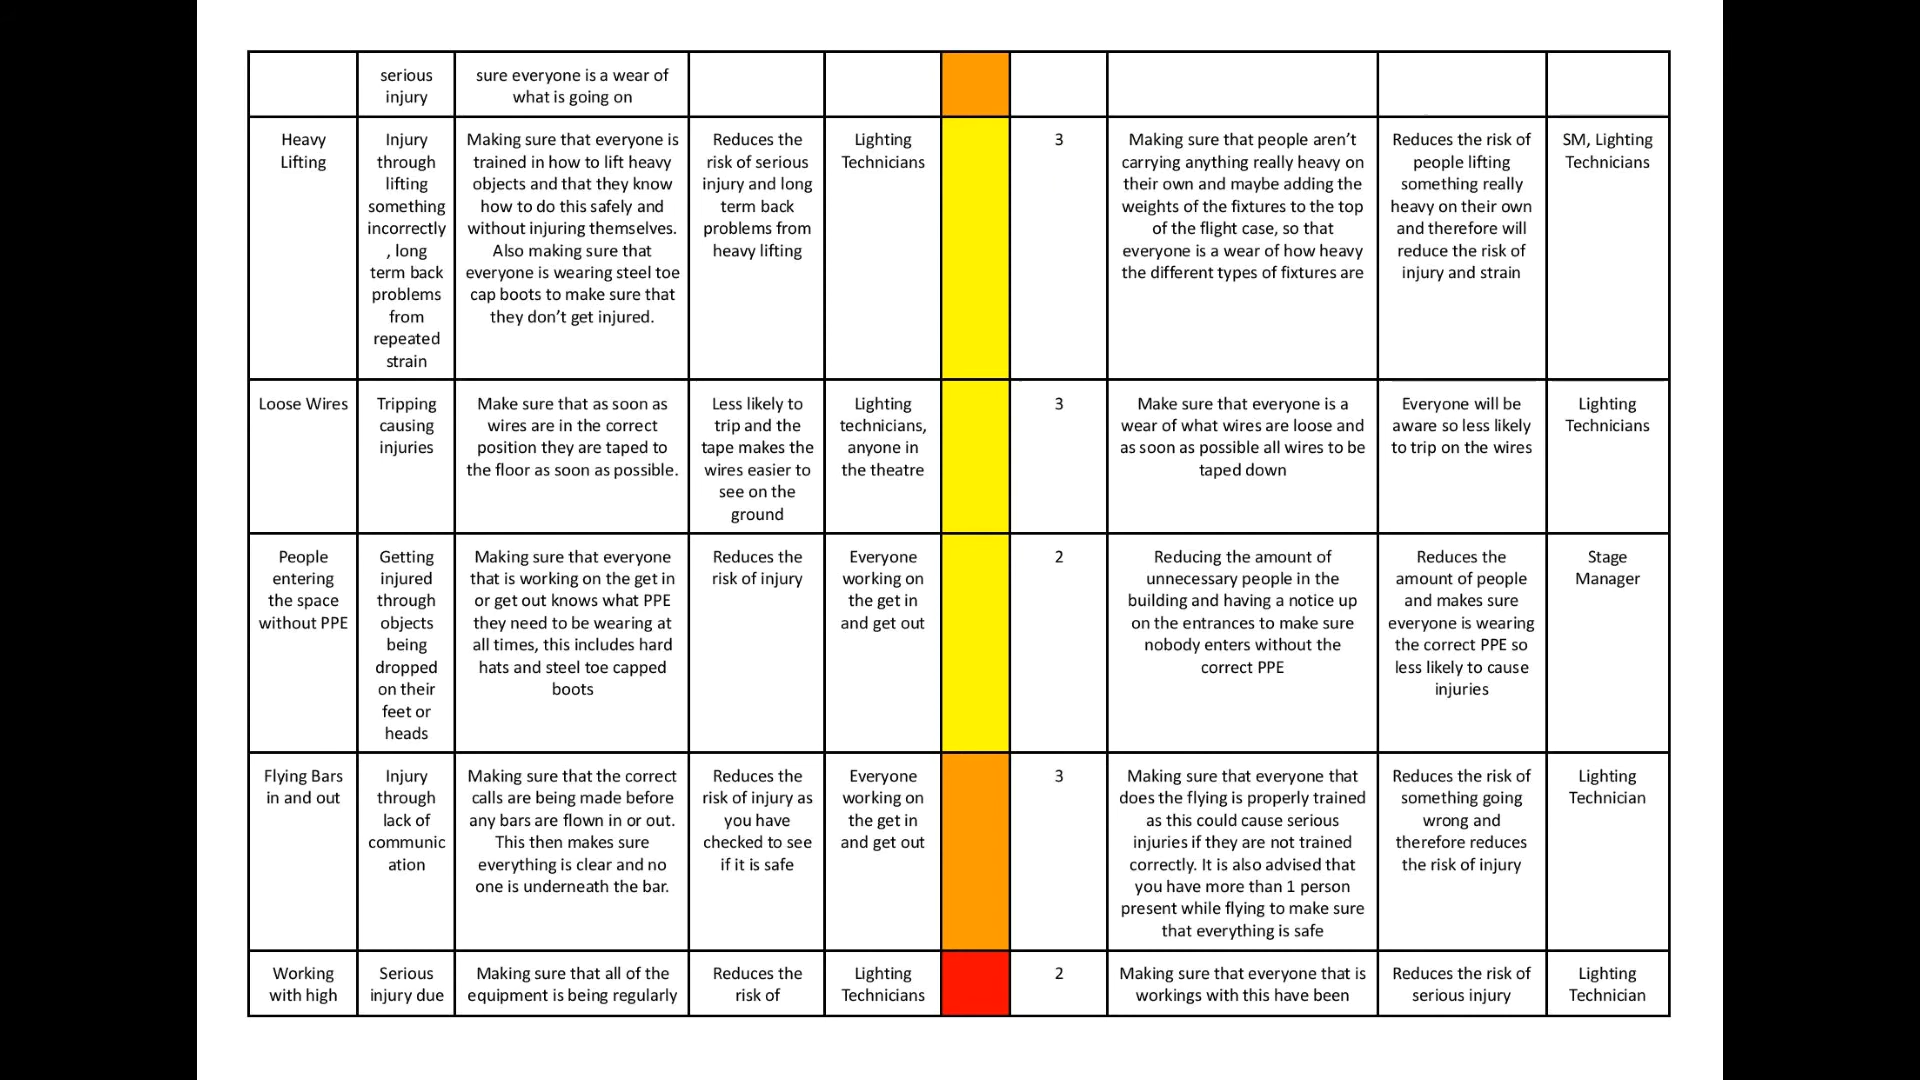 serious
injury
sure everyone is a wear of
what is going on
Heavy
Lifting
Injury
through
lifting
something
incorrectly
, long
term back
problems
from
repeated
strain
Making sure that everyone is
trained in how to lift heavy
objects and that they know
how to do this safely and
without injuring themselves.
Also making sure that
everyone is wearing steel toe
cap boots to make sure that
they don’t get injured.
Reduces the
risk of serious
injury and long
term back
problems from
heavy lifting
Lighting
Technicians
3
Making sure that people aren’t
carrying anything really heavy on
their own and maybe adding the
weights of the fixtures to the top
of the flight case, so that
everyone is a wear of how heavy
the different types of fixtures are
Reduces the risk of
people lifting
something really
heavy on their own
and therefore will
reduce the risk of
injury and strain
SM, Lighting
Technicians
Loose Wires
Tripping
causing
injuries
Make sure that as soon as
wires are in the correct
position they are taped to
the floor as soon as possible.
Less likely to
trip and the
tape makes the
wires easier to
see on the
ground
Lighting
technicians,
anyone in
the theatre
3
Make sure that everyone is a
wear of what wires are loose and
as soon as possible all wires to be
taped down
Everyone will be
aware so less likely
to trip on the wires
Lighting
Technicians
People
entering
the space
without PPE
Getting
injured
through
objects
being
dropped
on their
feet or
heads
Making sure that everyone
that is working on the get in
or get out knows what PPE
they need to be wearing at
all times, this includes hard
hats and steel toe capped
boots
Reduces the
risk of injury
Everyone
working on
the get in
and get out
2
Reducing the amount of
unnecessary people in the
building and having a notice up
on the entrances to make sure
nobody enters without the
correct PPE
Reduces the
amount of people
and makes sure
everyone is wearing
the correct PPE so
less likely to cause
injuries
Stage
Manager
Flying Bars
in and out
Injury
through
lack of
communic
ation
Making sure that the correct
calls are being made before
any bars are flown in or out.
This then makes sure
everything is clear and no
one is underneath the bar.
Reduces the
risk of injury as
you have
checked to see
if it is safe
Everyone
working on
the get in
and get out
3
Making sure that everyone that
does the flying is properly trained
as this could cause serious
injuries if they are not trained
correctly. It is also advised that
you have more than 1 person
present while flying to make sure
that everything is safe
Reduces the risk of
something going
wrong and
therefore reduces
the risk of injury
Lighting
Technician
Working
with high
Serious
injury due
Making sure that all of the
equipment is being regularly
Reduces the
risk of
Lighting
Technicians
2
Making sure that everyone that is
workings with this have been
Reduces the risk of
serious injury
Lighting
Technician